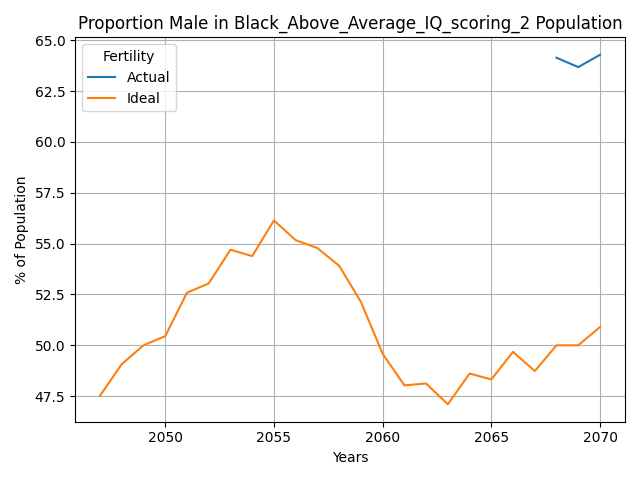 Proportion Male in Black_Above_Average_IQ_scoring_2 Population
65.0
62.5
60.0
57.5
55.0
52.5
50.0
47.5
% of Population
Fertility
Actual
Ideal
2050
2055
2060
2065
2070
Years